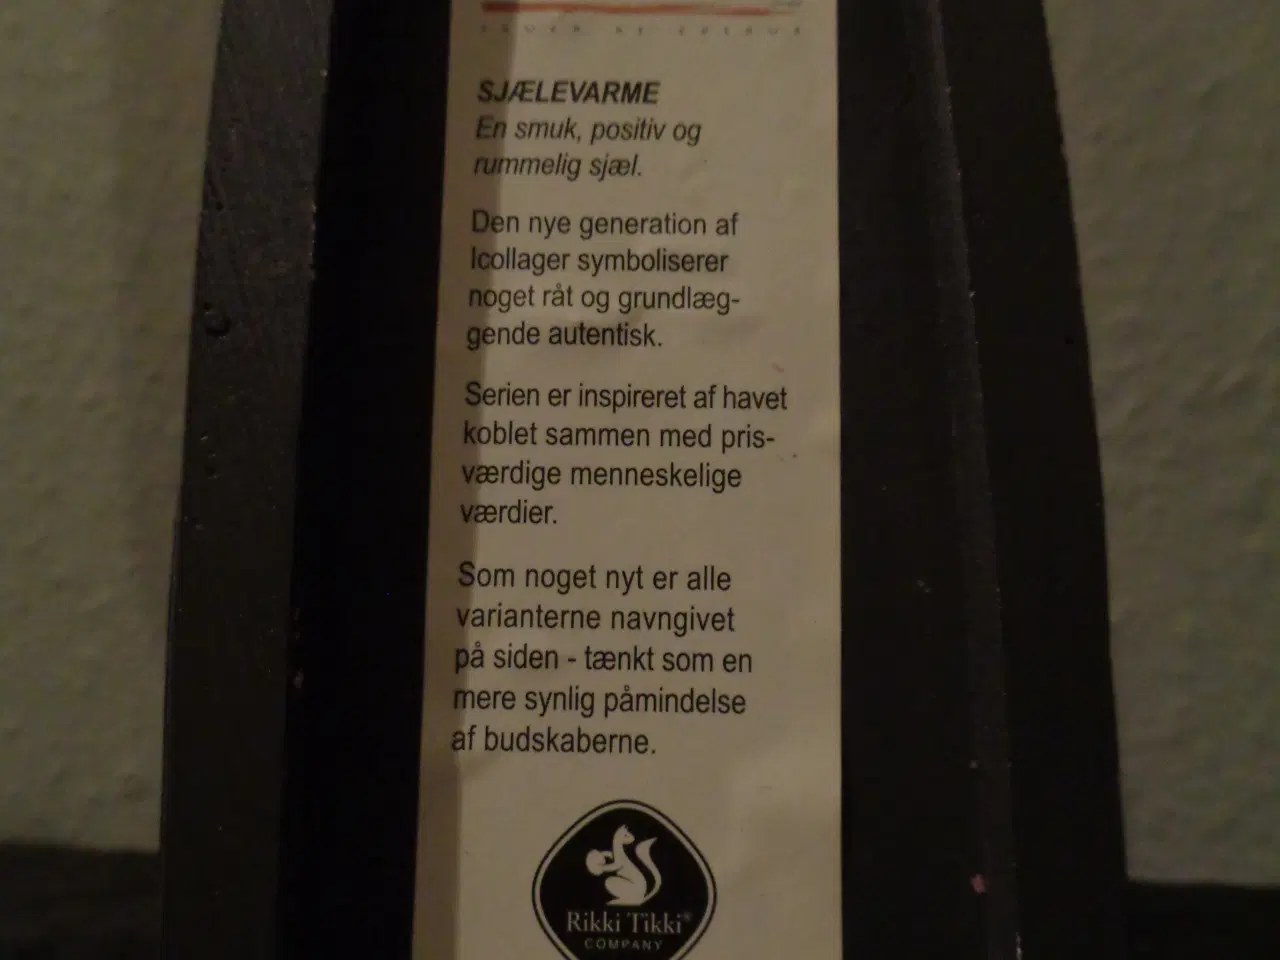 SJÆLEVARME
En smuk, positiv og
rummelig sjæl.
Den nye generation af
Icollager symboliserer
noget råt og grundlæg-
gende autentisk.
Serien er inspireret af havet
koblet sammen med pris-
værdige menneskelige
værdier.
Som noget nyt er alle
varianterne navngivet
på siden - tænkt som en
mere synlig påmindelse
af budskaberne.
Rikki Tikki®
COMPANY